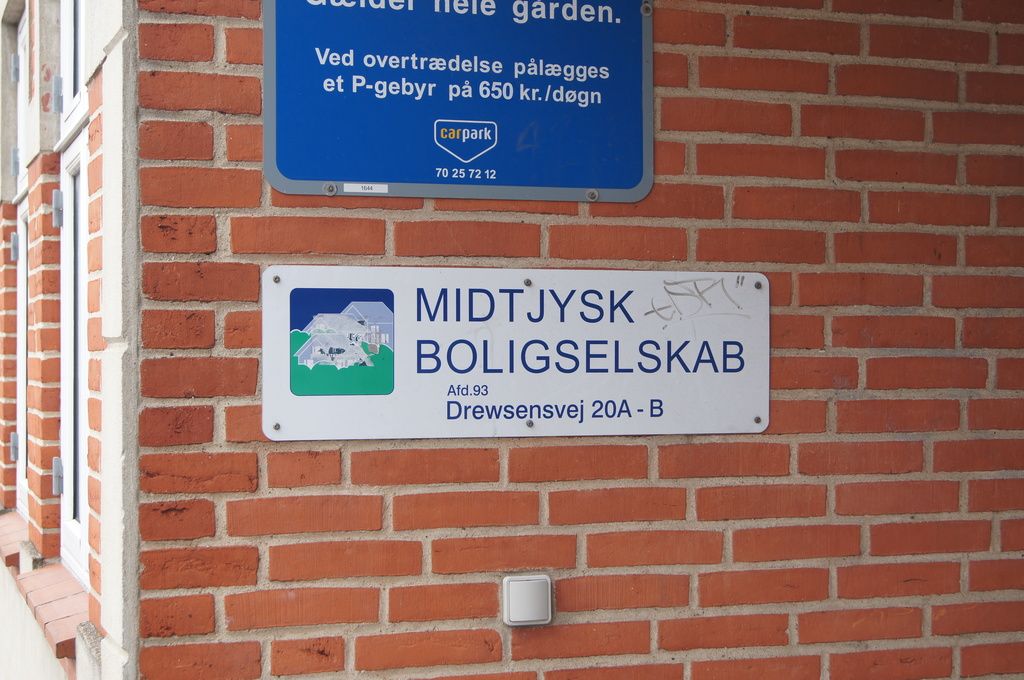 Gælder hele gården.
Ved overtrædelse pålægges
et P-gebyr på 650 kr./døgn
carpark
70 25 72 12
1644
MIDTJYSK
BOLIGSELSKAB
Afd.93
Drewsensvej 20A - B